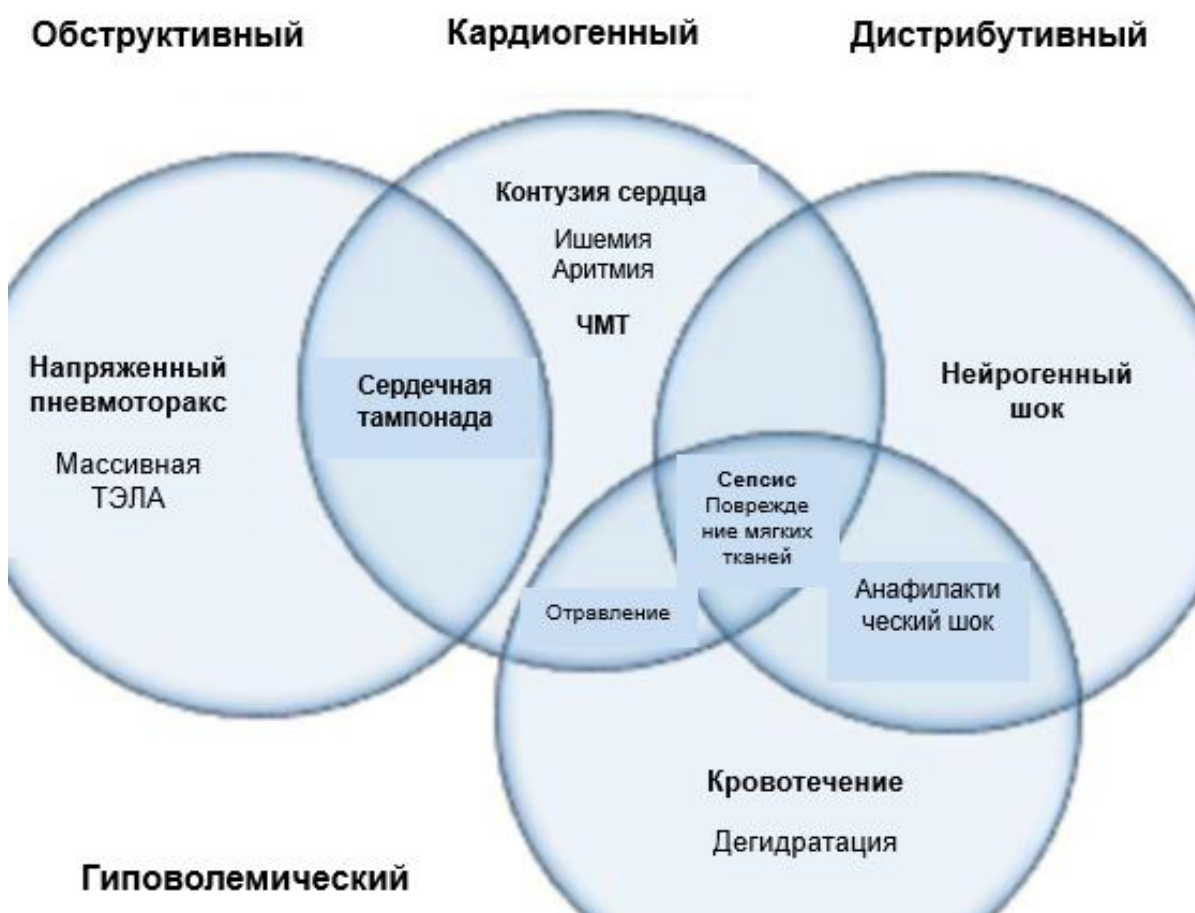 Обструктивный
Кардиогенный
Дистрибутивный
Контузия сердца
Ишемия
Аритмия
ЧМТ
Напряженный
пневмоторакс
Массивная
ТЭЛА
Сердечная
тампонада
Нейрогенный
шок
Сепсис
Поврежде
ние мягких
тканей
Отравление
Анафилакти
ческий шок
Кровотечение
Дегидратация
Гиповолемический